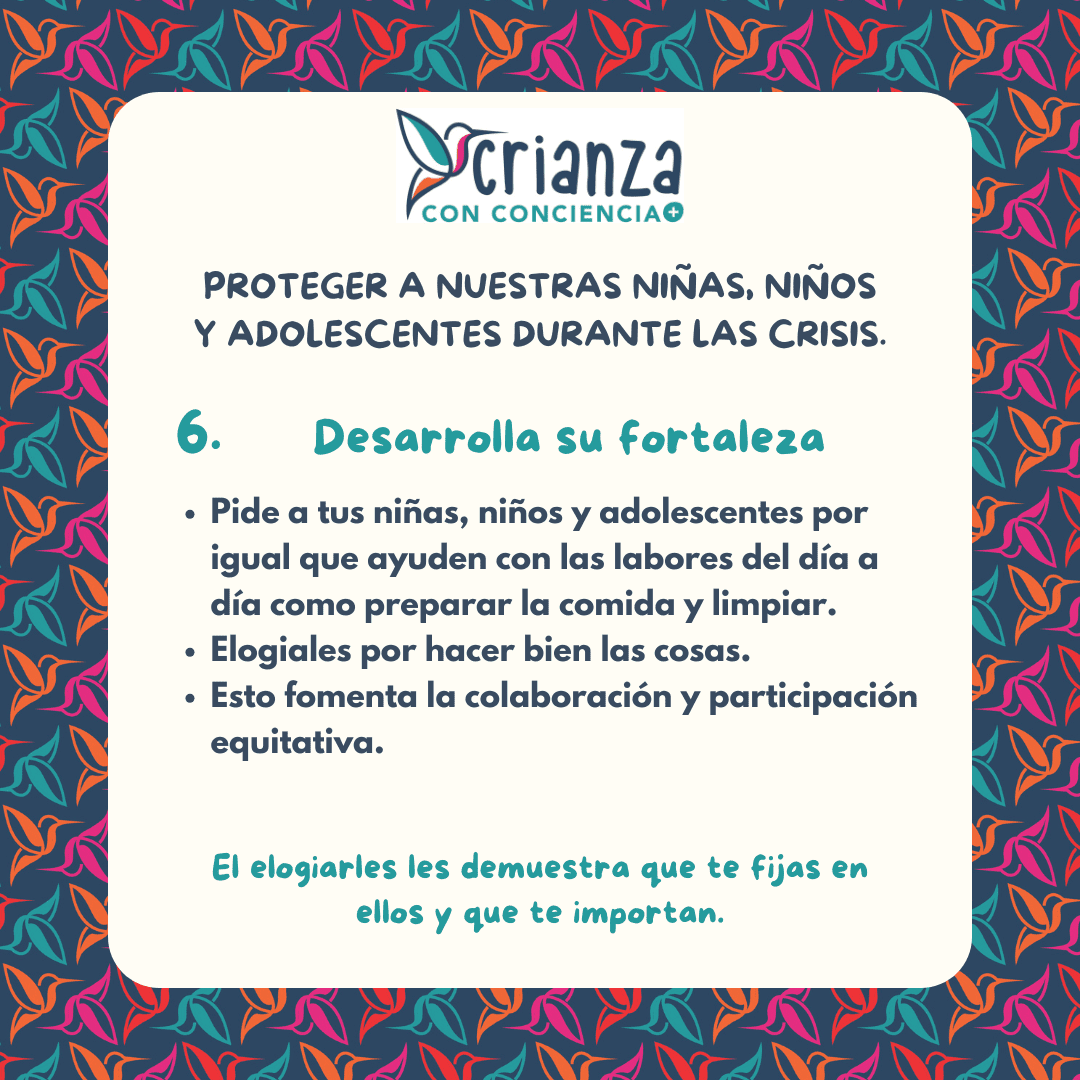 crianza
CON CONCIENCIA+
PROTEGER A NUESTRAS NIÑAS, NIÑOS
Y ADOLESCENTES DURANTE LAS CRISIS.
6. Desarrolla su fortaleza
• Pide a tus niñas, niños y adolescentes por
igual que ayuden con las labores del día a
día como preparar la comida y limpiar.
• Elogiales por hacer bien las cosas.
• Esto fomenta la colaboración y participación
equitativa.
El elogiarles les demuestra que te fijas en
ellos y que te importan.